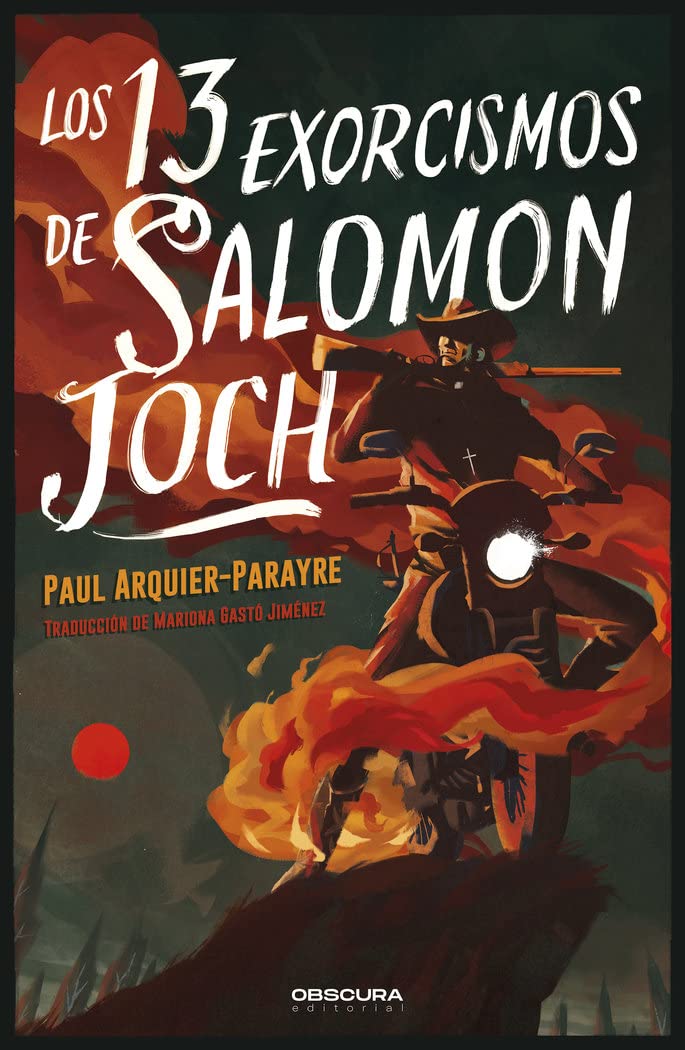 LOS 13 EXORCISMOS
DE SALOMON
JOCH
PAUL ARQUIER-PARAYRE
TRADUCCIÓN DE MARIONA GASTÓ JIMÉNEZ
OBSCURA
editorial